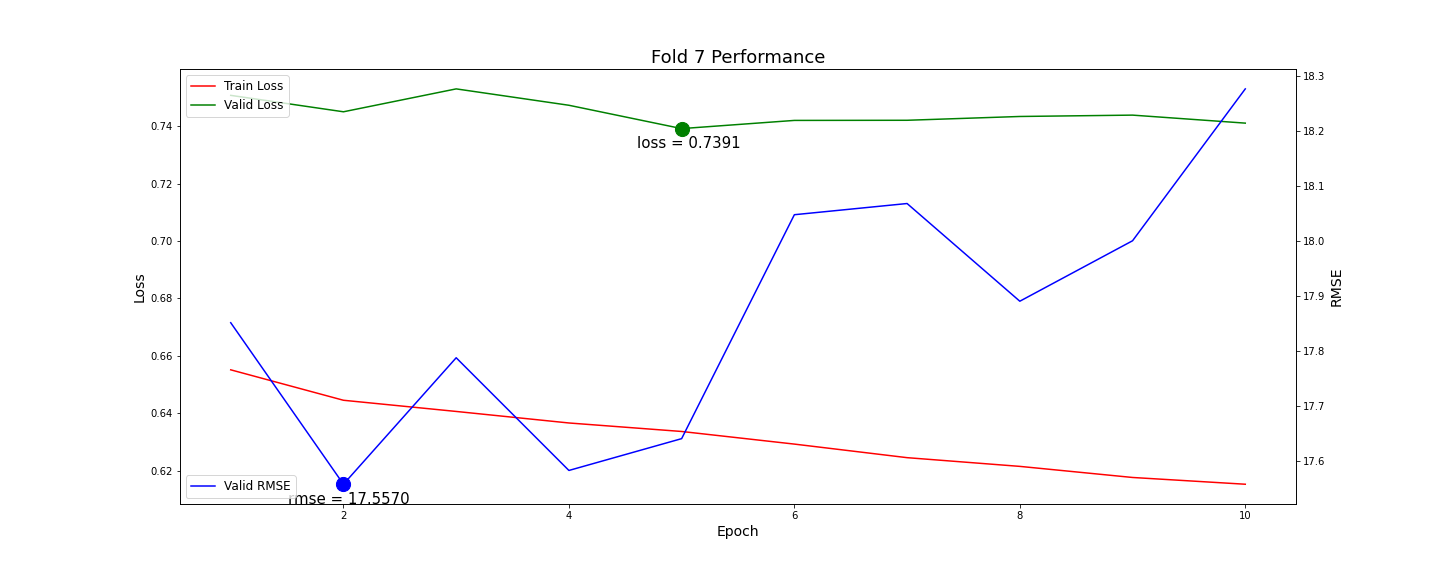 Fold 7 Performance
Train Loss
Valid Loss
loss = 0.7391
Valid RMSE
rmse = 17.5570
Loss
0.74
0.72
0.70
0.68
0.66
0.64
0.62
18.3
18.2
18.1
18.0
17.9
17.8
17.7
17.6
RMSE
2
4
6
8
10
Epoch